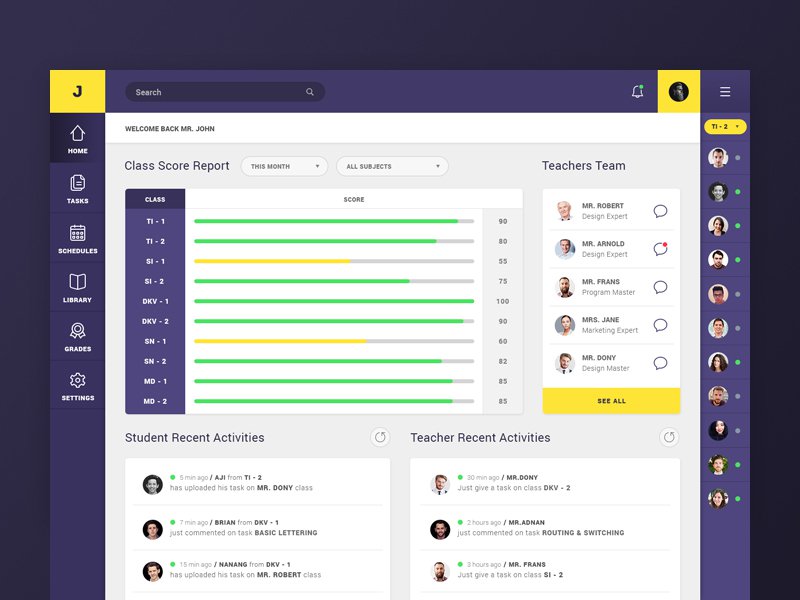 J
Search
TI - 2
HOME
TASKS
SCHEDULES
LIBRARY
GRADES
SETTINGS
WELCOME BACK MR. JOHN
Class Score Report
THIS MONTH
ALL SUBJECTS
CLASS SCORE
TI - 1 90
TI - 2 80
SI - 1 55
SI - 2 75
DKV - 1 100
DKV - 2 90
SN - 1 60
SN - 2 82
MD - 1 85
MD - 2 85
Teachers Team
MR. ROBERT
Design Expert
MR. ARNOLD
Design Expert
MR. FRANS
Program Master
MRS. JANE
Marketing Expert
MR. DONY
Design Master
SEE ALL
Student Recent Activities
5 min ago / AJI from TI - 2
has uploaded his task on MR. DONY class
7 min ago / BRIAN from DKV - 1
just commented on task BASIC LETTERING
15 min ago / NANANG from DKV - 1
has uploaded his task on MR. ROBERT class
Teacher Recent Activities
30 min ago / MR.DONY
Just give a task on class DKV - 2
2 hours ago / MR.ADNAN
just commented on task ROUTING & SWITCHING
3 hours ago / MR. FRANS
Just give a task on class SI - 2